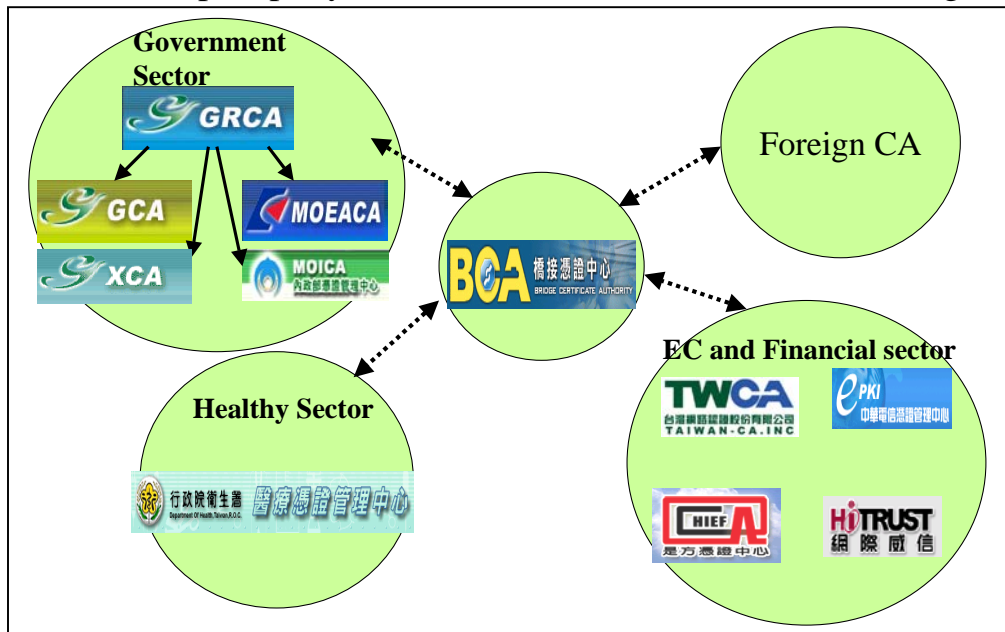 Government
Sector
GRCA
GCA
MOEACA
XCA
MOICA
內政部憑證管理中心
Foreign CA
BCA 橋接憑證中心
BRIDGE CERTIFICATE AUTHORITY
Healthy Sector
行政院衛生署 醫療憑證管理中心
Department Of Health.Taiwan,R.O.C.
EC and Financial sector
TWCA
台灣網路認證股份有限公司
TAIWAN-CA.INC
ePKI
中華電信憑證管理中心
CHIEF CA
是方憑證中心
HiTRUST
網際威信